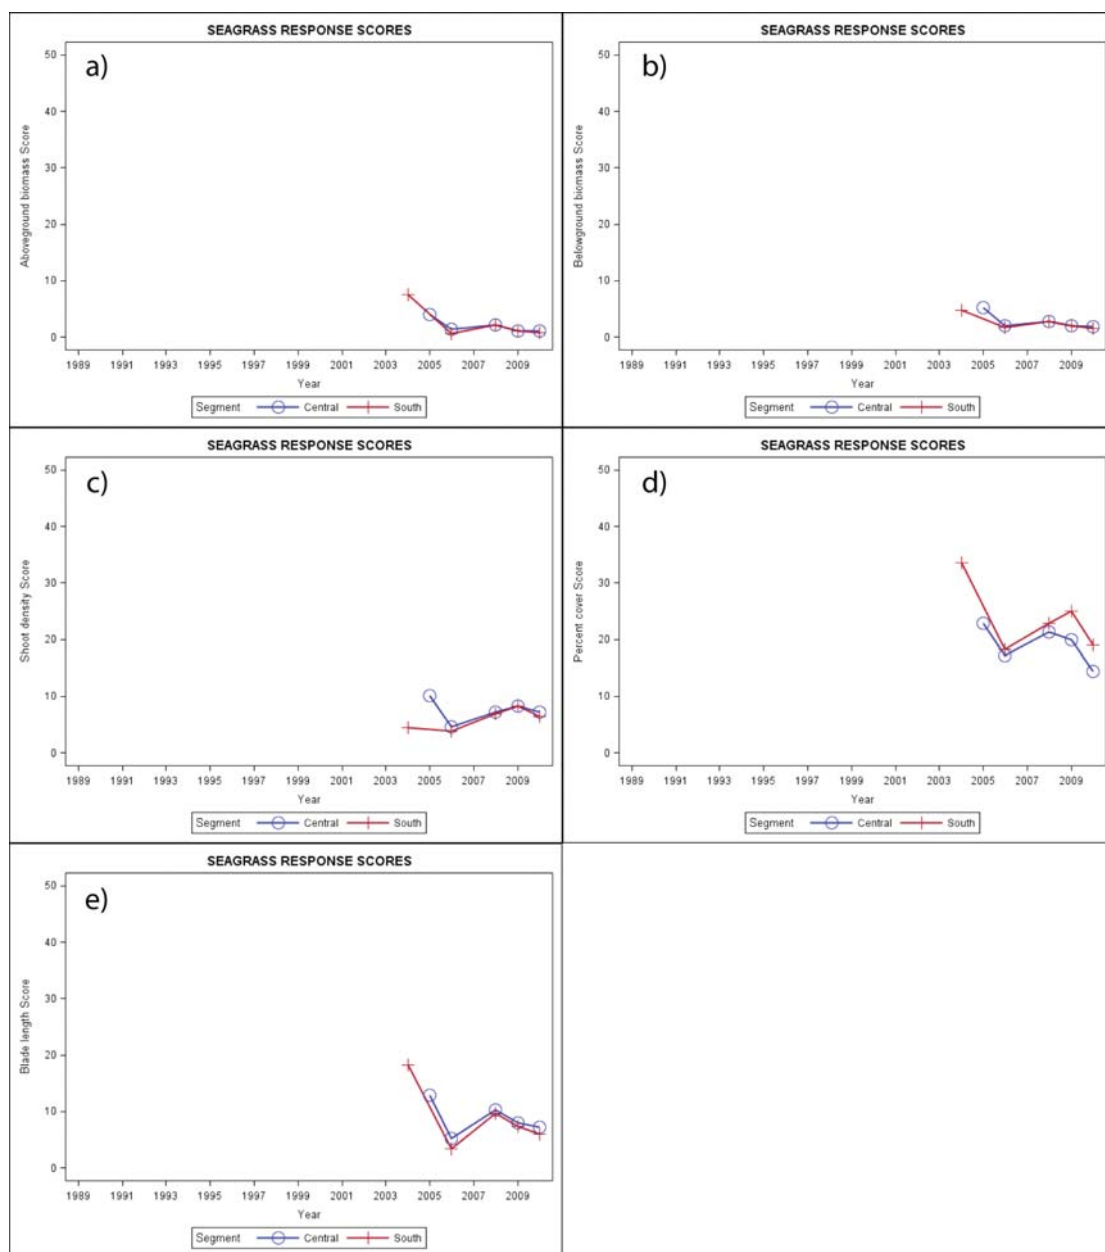 SEAGRASS RESPONSE SCORES
a)
50
40
30
20
10
0
Aboveground biomass Score
1989 1991 1993 1995 1997 1999 2001 2003 2005 2007 2009
Year
Segment Central South
SEAGRASS RESPONSE SCORES
b)
50
40
30
20
10
0
Belowground biomass Score
1989 1991 1993 1995 1997 1999 2001 2003 2005 2007 2009
Year
Segment Central South
SEAGRASS RESPONSE SCORES
c)
50
40
30
20
10
0
Shoot density Score
1989 1991 1993 1995 1997 1999 2001 2003 2005 2007 2009
Year
Segment Central South
SEAGRASS RESPONSE SCORES
d)
50
40
30
20
10
0
Percent cover Score
1989 1991 1993 1995 1997 1999 2001 2003 2005 2007 2009
Year
Segment Central South
SEAGRASS RESPONSE SCORES
e)
50
40
30
20
10
0
Blade length Score
1989 1991 1993 1995 1997 1999 2001 2003 2005 2007 2009
Year
Segment Central South